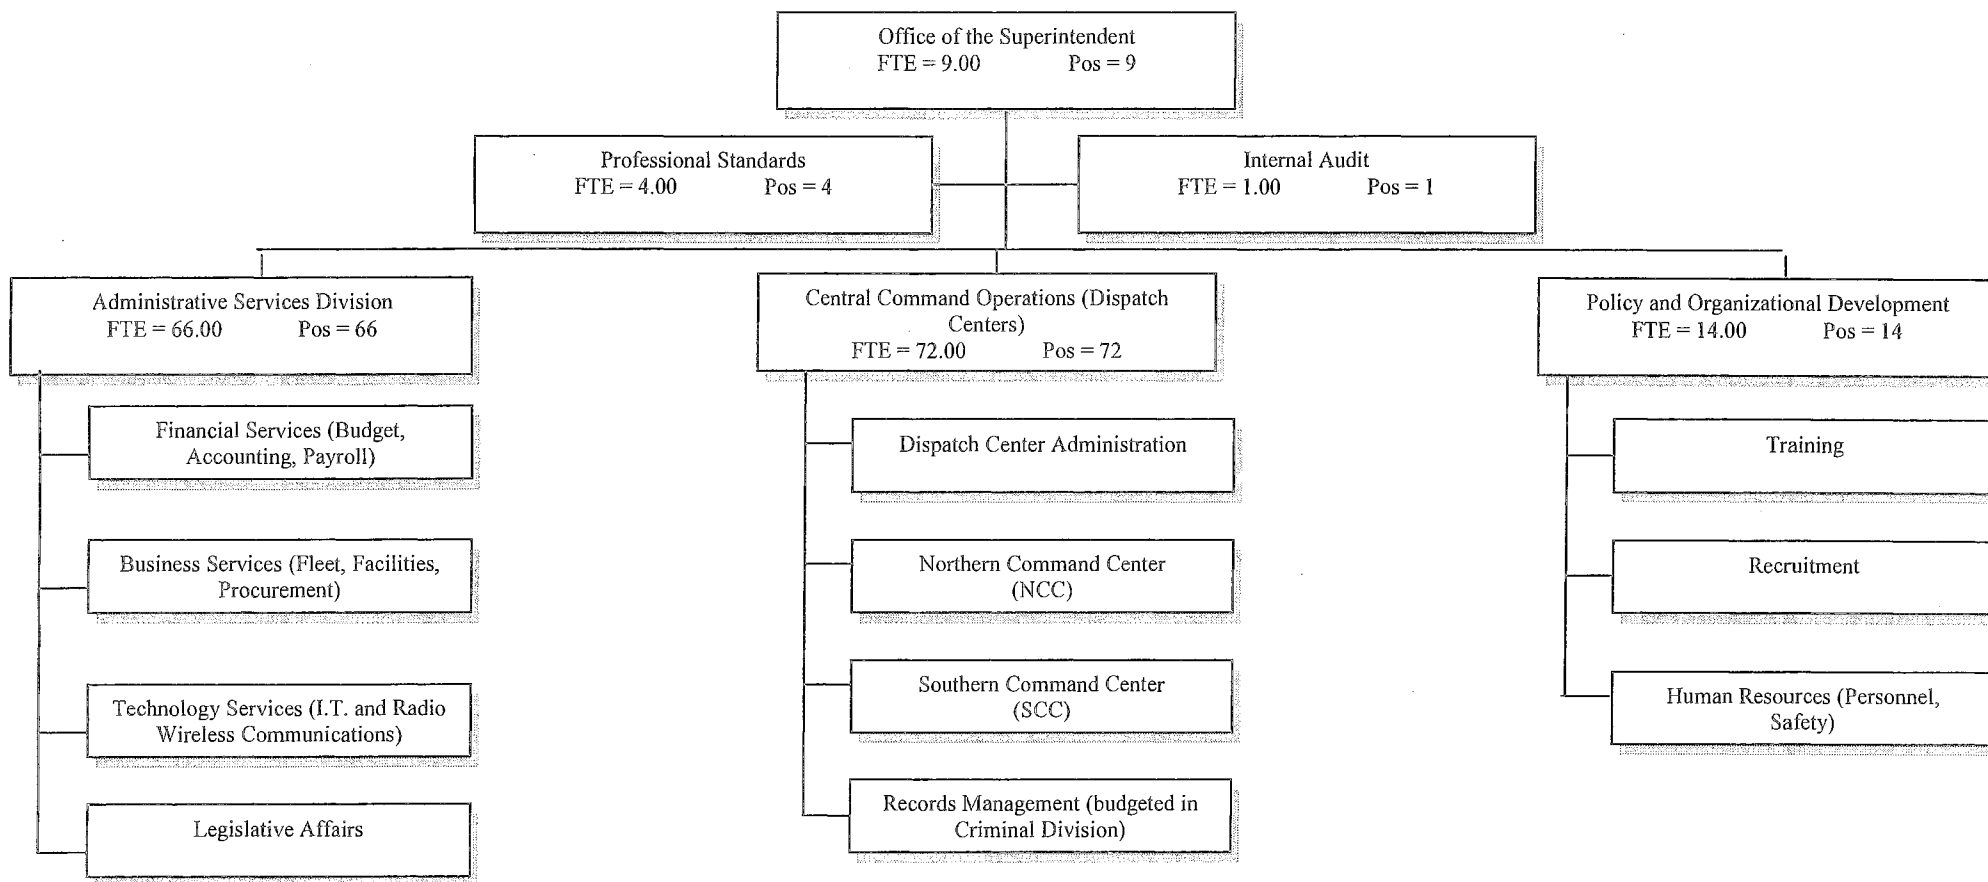 Office of the Superintendent
FTE = 9.00 Pos = 9
Professional Standards
FTE = 4.00 Pos = 4
Internal Audit
FTE = 1.00 Pos = 1
Administrative Services Division
FTE = 66.00 Pos = 66
Central Command Operations (Dispatch
Centers)
FTE = 72.00 Pos = 72
Policy and Organizational Development
FTE = 14.00 Pos = 14
Financial Services (Budget,
Accounting, Payroll)
Business Services (Fleet, Facilities,
Procurement)
Technology Services (I.T. and Radio
Wireless Communications)
Legislative Affairs
Dispatch Center Administration
Northern Command Center
(NCC)
Southern Command Center
(SCC)
Records Management (budgeted in
Criminal Division)
Training
Recruitment
Human Resources (Personnel,
Safety)